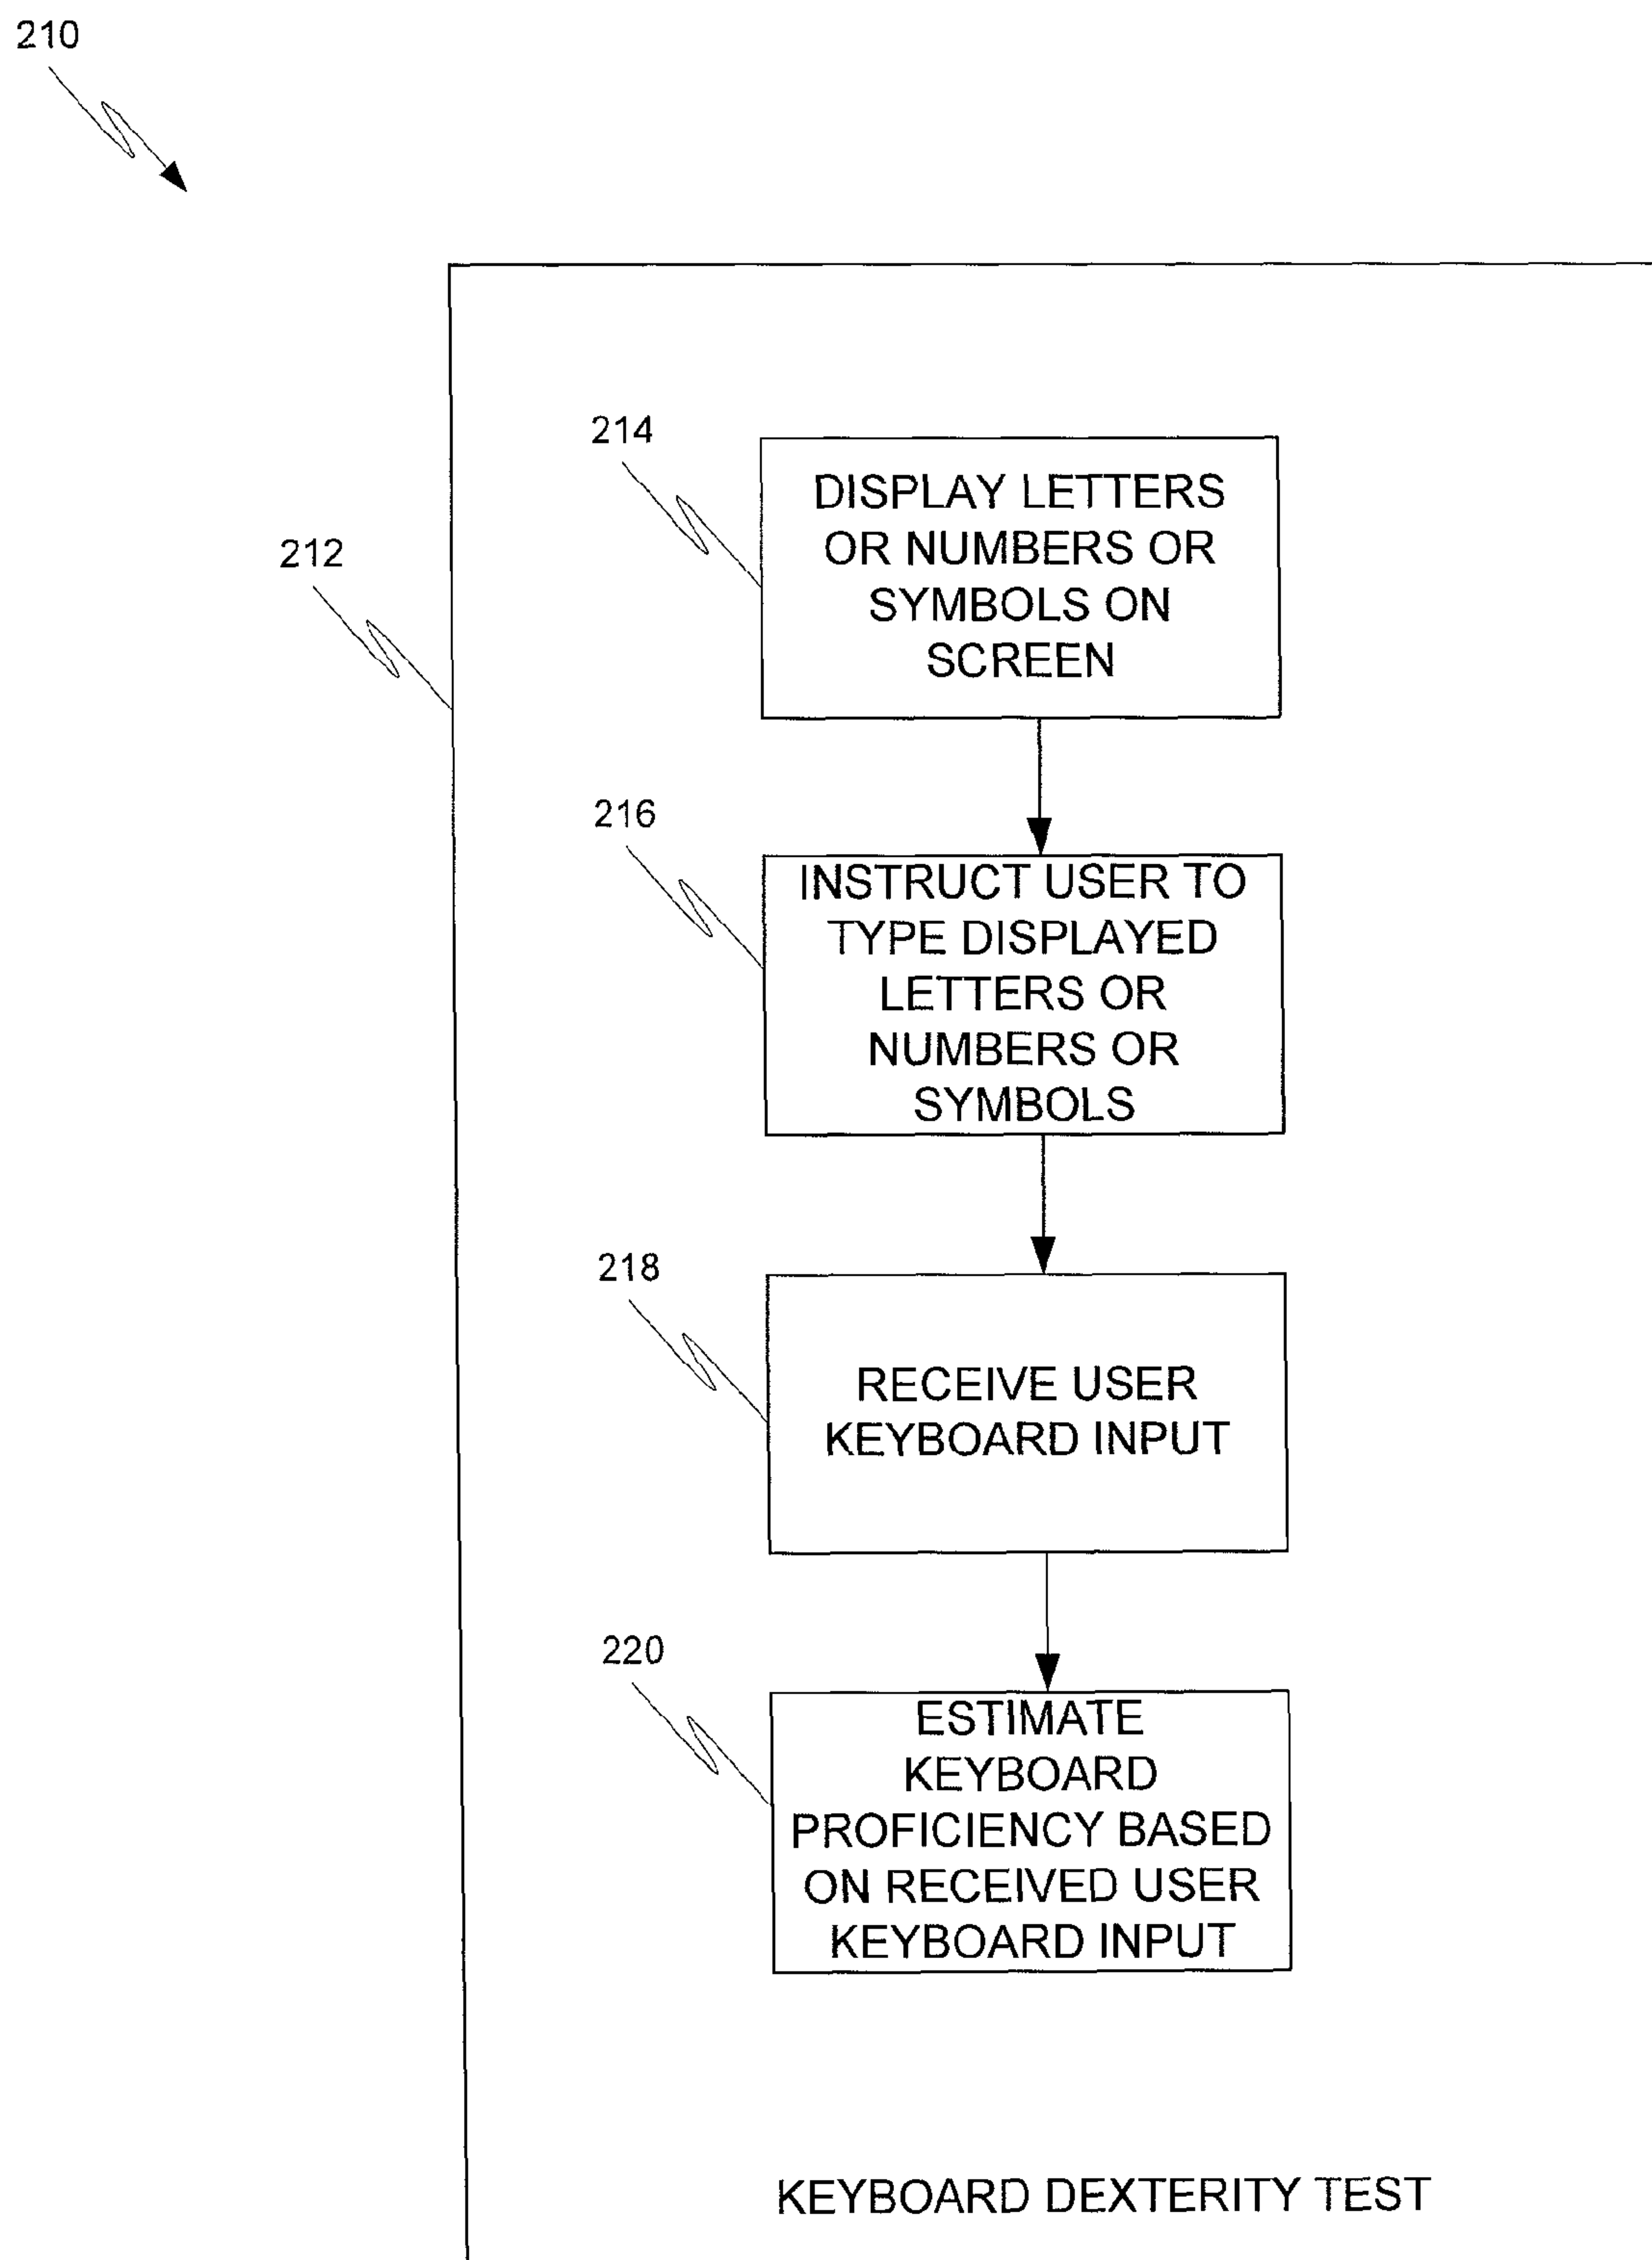 210
214
DISPLAY LETTERS
OR NUMBERS OR
SYMBOLS ON
SCREEN
212
216
INSTRUCT USER TO
TYPE DISPLAYED
LETTERS OR
NUMBERS OR
SYMBOLS
218
RECEIVE USER
KEYBOARD INPUT
220
ESTIMATE
KEYBOARD
PROFICIENCY BASED
ON RECEIVED USER
KEYBOARD INPUT
KEYBOARD DEXTERITY TEST